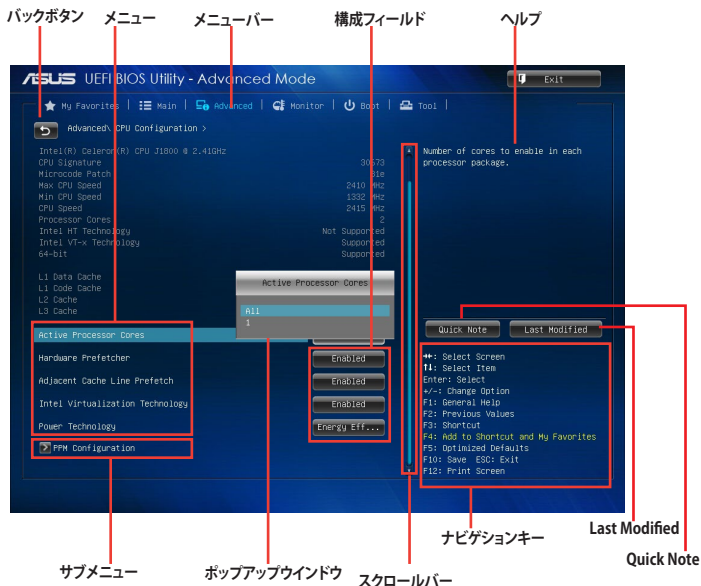 バックボタン メニュー メニューバー 構成フィールド ヘルプ
ASUS UEFI BIOS Utility - Advanced Mode
Exit
My Favorites Main Advanced Monitor Boot Tool
Advanced\ CPU Configuration >
Intel(R) Celeron(R) CPU J1800 @ 2.41GHz
CPU Signature 30673
Microcode Patch 31e
Max CPU Speed 2410 MHz
Min CPU Speed 1332 MHz
CPU Speed 2415 MHz
Processor Cores 2
Intel HT Technology Not Supported
Intel VT-x Technology Supported
64-bit Supported
L1 Data Cache
L1 Code Cache
L2 Cache
L3 Cache
Active Processor Cores
All
1
Active Processor Cores
Hardware Prefetcher Enabled
Adjacent Cache Line Prefetch Enabled
Intel Virtualization Technology Enabled
Power Technology Energy Eff...
PPM Configuration
Number of cores to enable in each
processor package.
Quick Note Last Modified
→←: Select Screen
↑↓: Select Item
Enter: Select
+/-: Change Option
F1: General Help
F2: Previous Values
F3: Shortcut
F4: Add to Shortcut and My Favorites
F5: Optimized Defaults
F10: Save ESC: Exit
F12: Print Screen
サブメニュー ポップアップウインドウ スクロールバー ナビゲションキー Last Modified
Quick Note